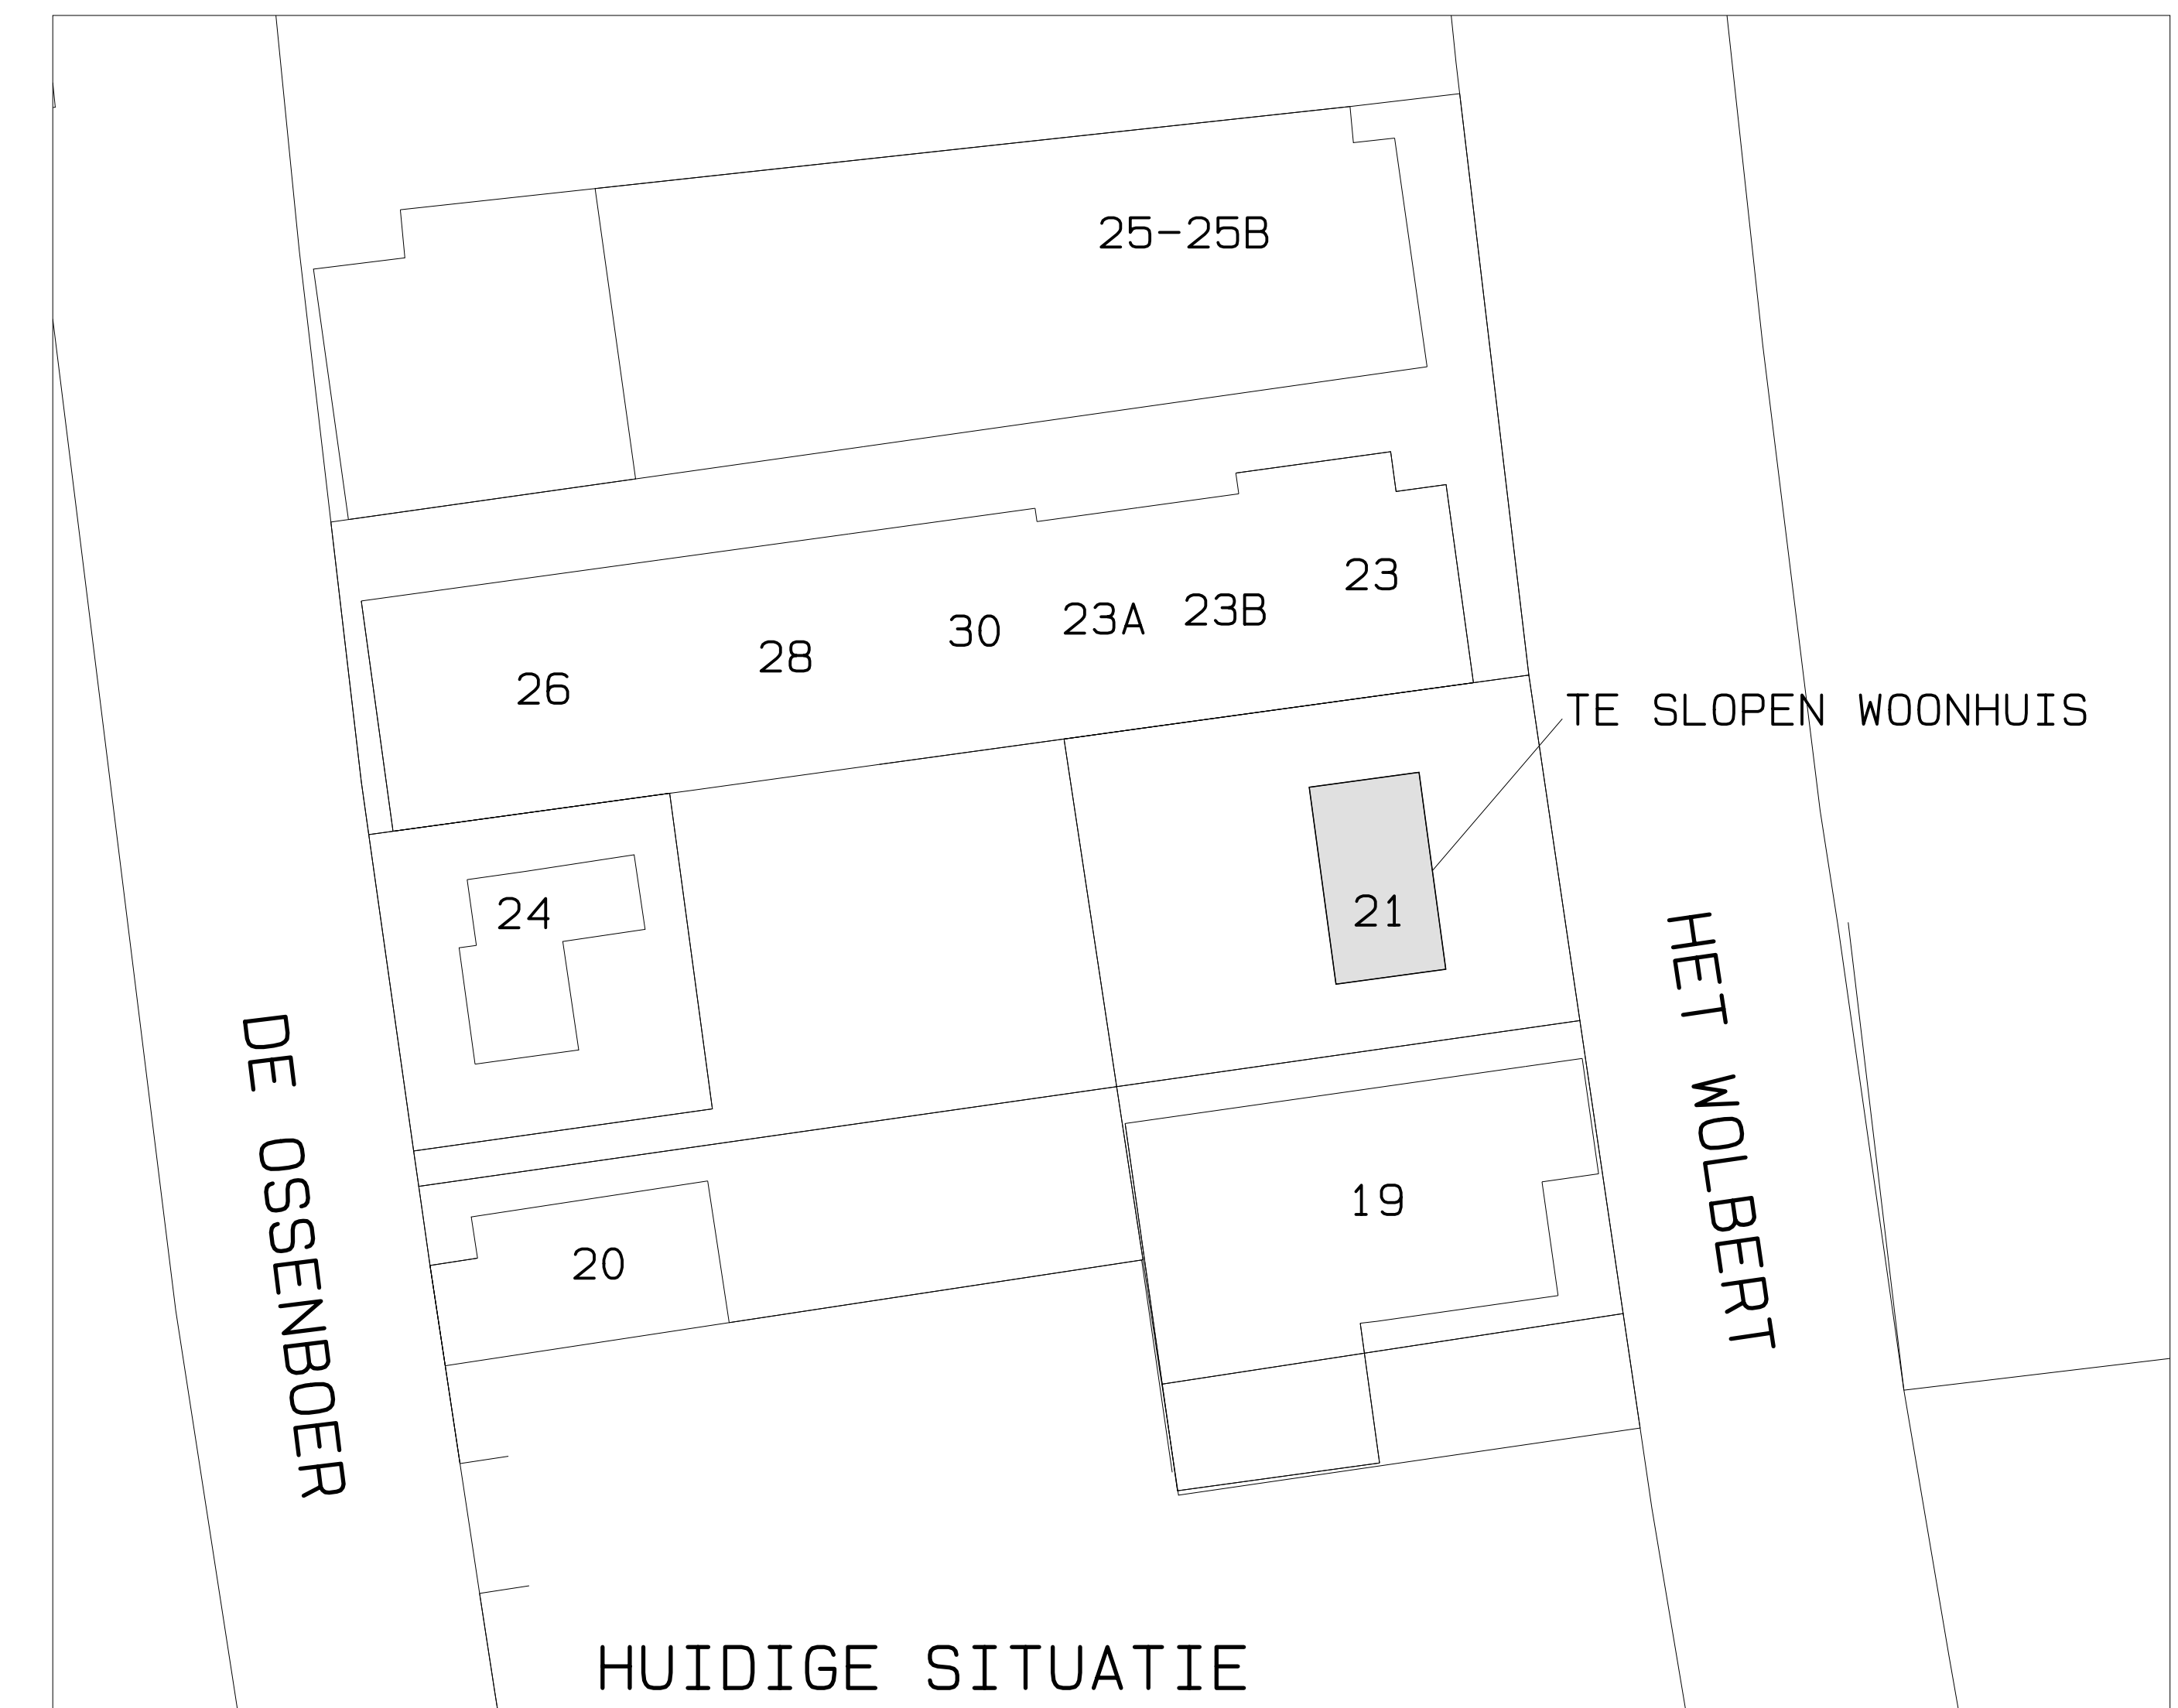 25-25B
23
23B
23A
30
28
26
TE SLOPEN WOONHUIS
24
21
HET WOLBERT
DE OSSENBOER
19
20
HUIDIGE SITUATIE